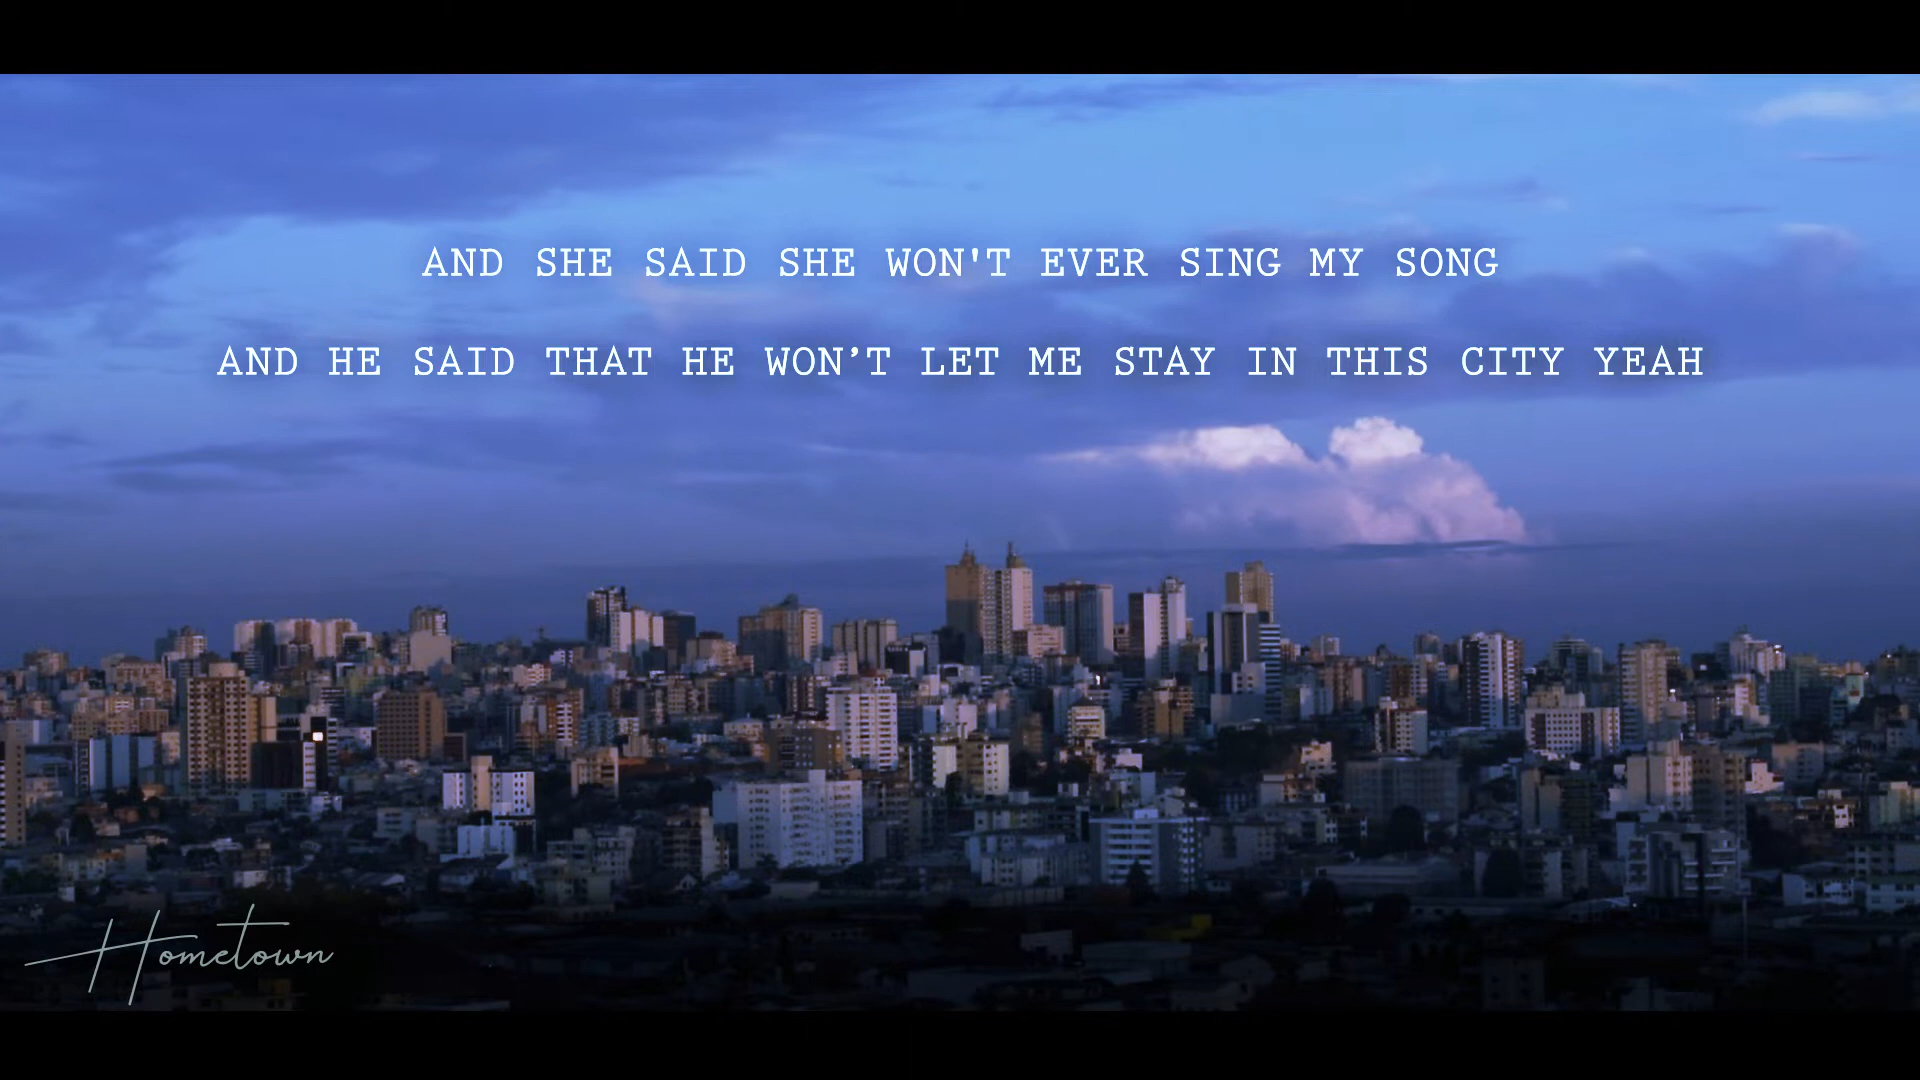 AND SHE SAID SHE WON'T EVER SING MY SONG
AND HE SAID THAT HE WON’T LET ME STAY IN THIS CITY YEAH
Hometown